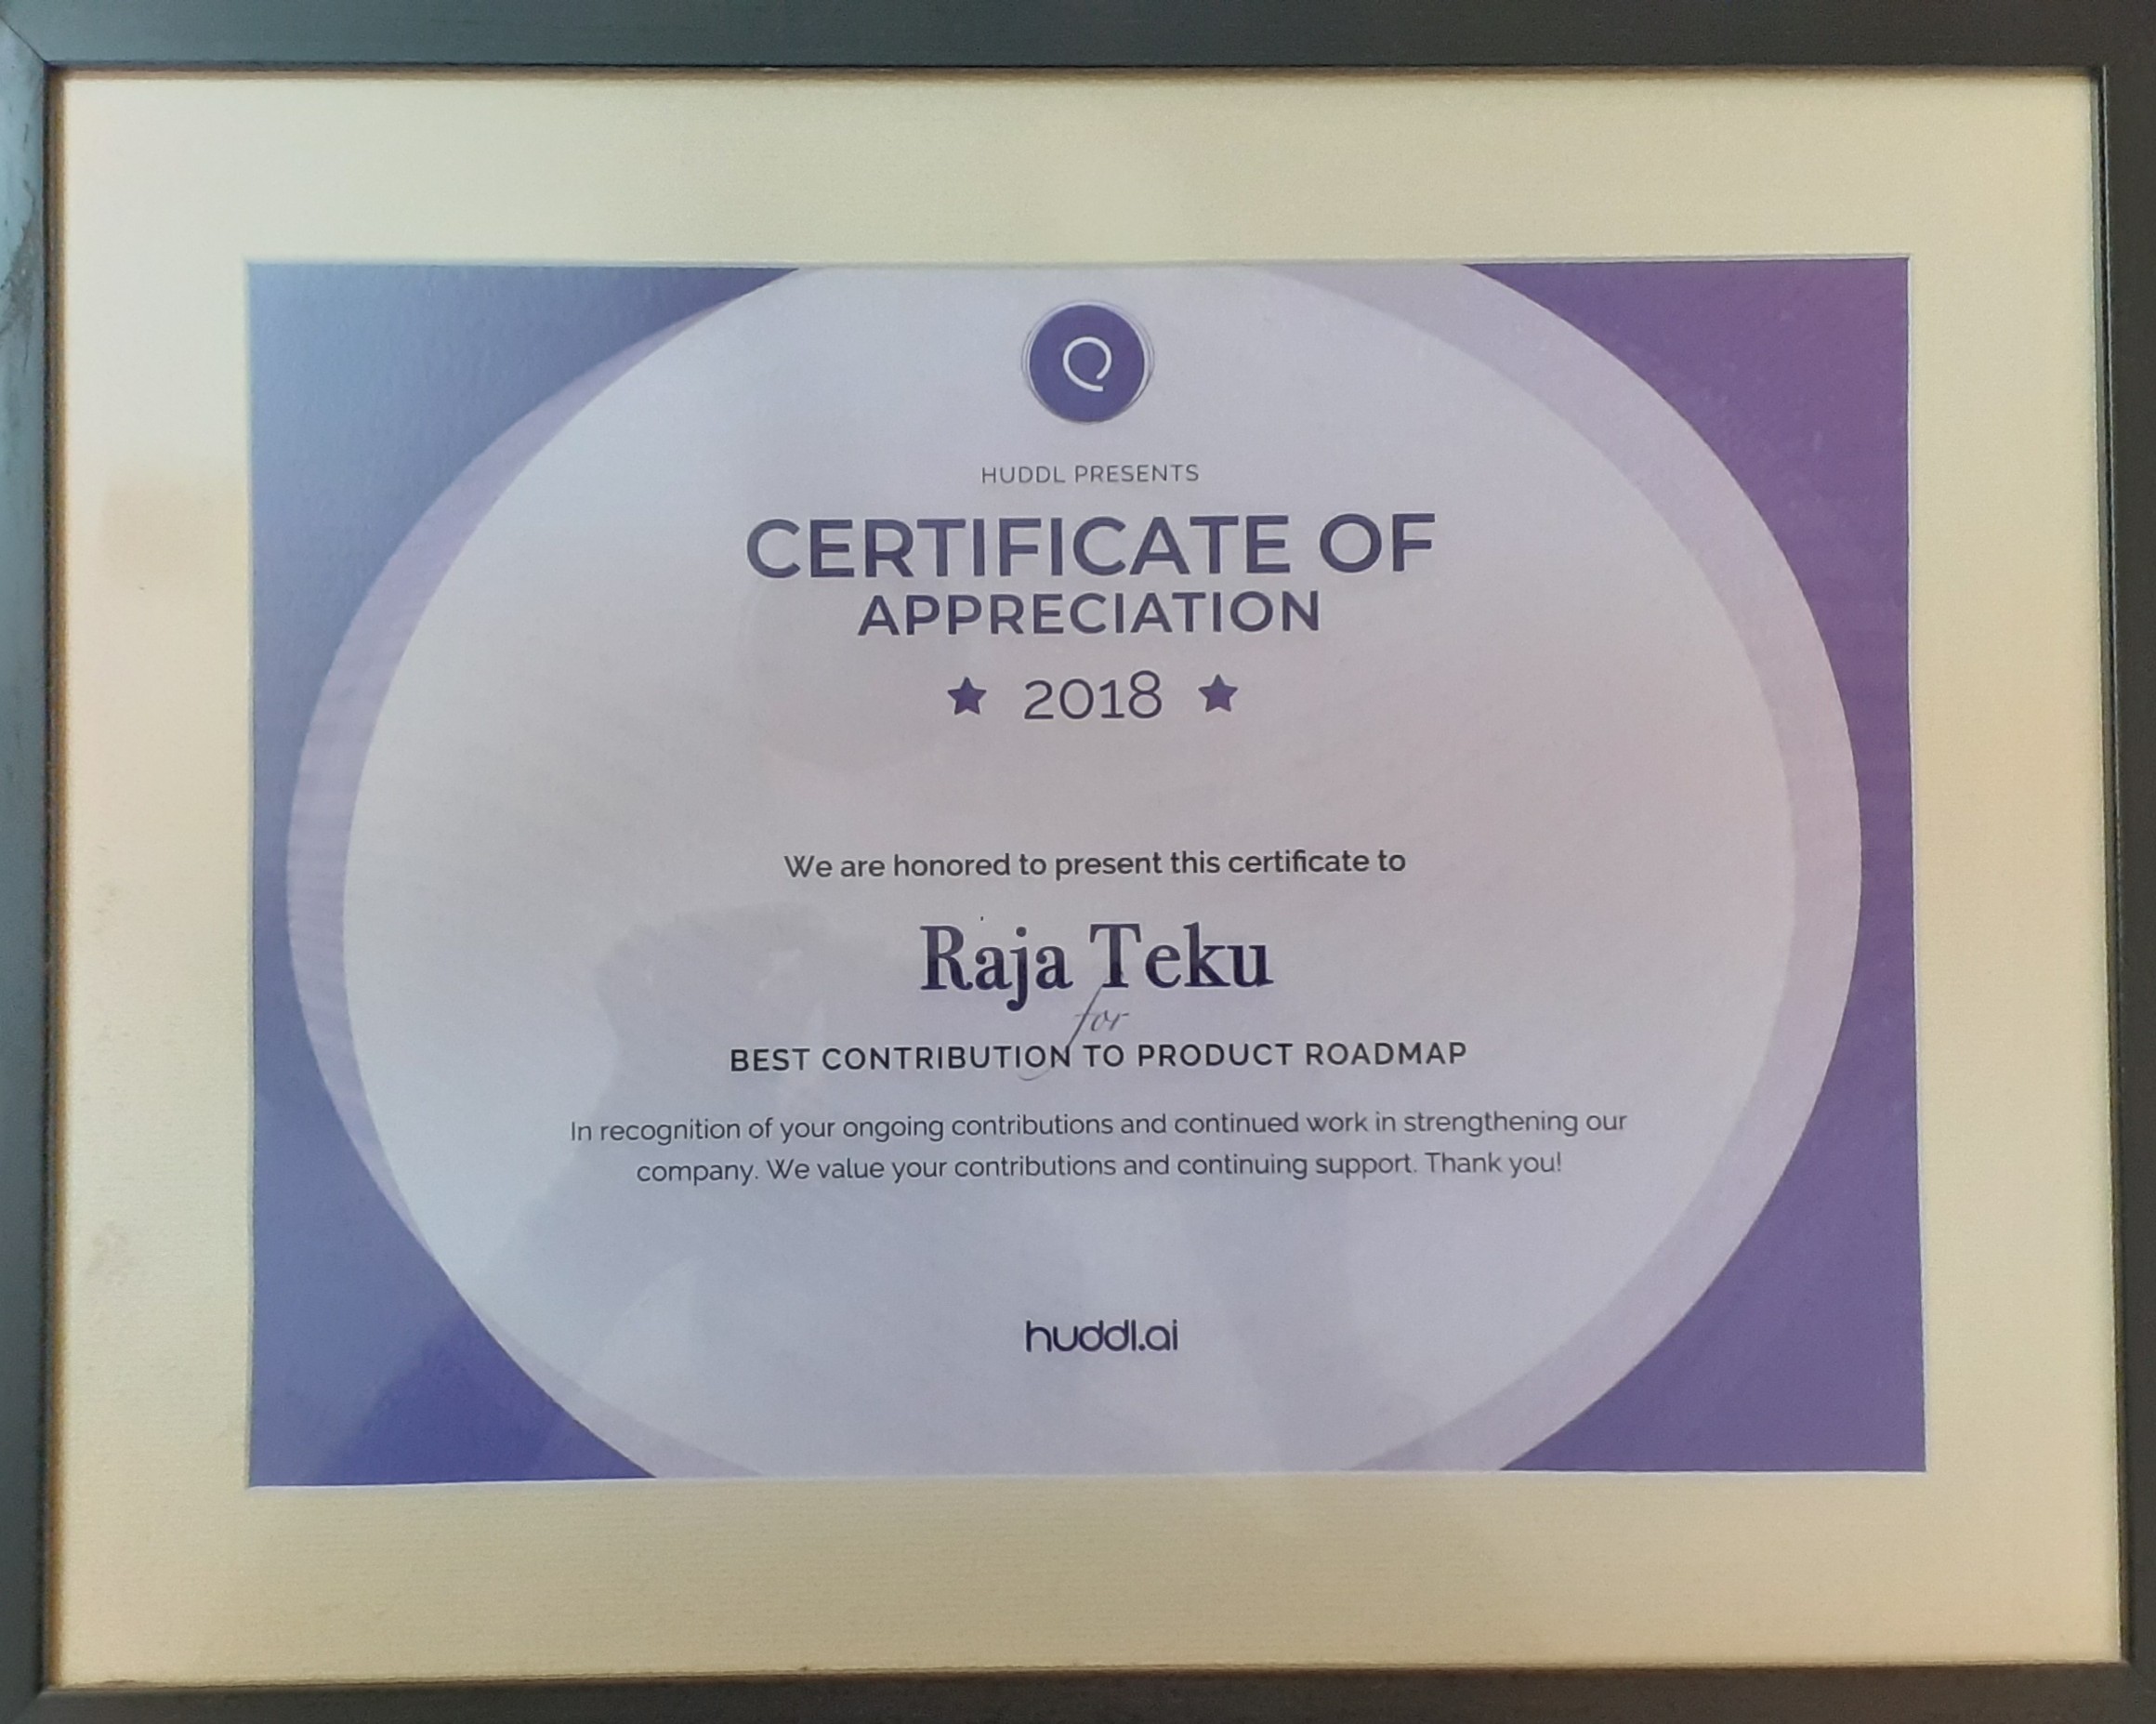 HUDDL PRESENTS
CERTIFICATE OF
APPRECIATION
2018
We are honored to present this certificate to
Raja Teku
for
BEST CONTRIBUTION TO PRODUCT ROADMAP
In recognition of your ongoing contributions and continued work in strengthening our
company. We value your contributions and continuing support. Thank you!
huddl.ai